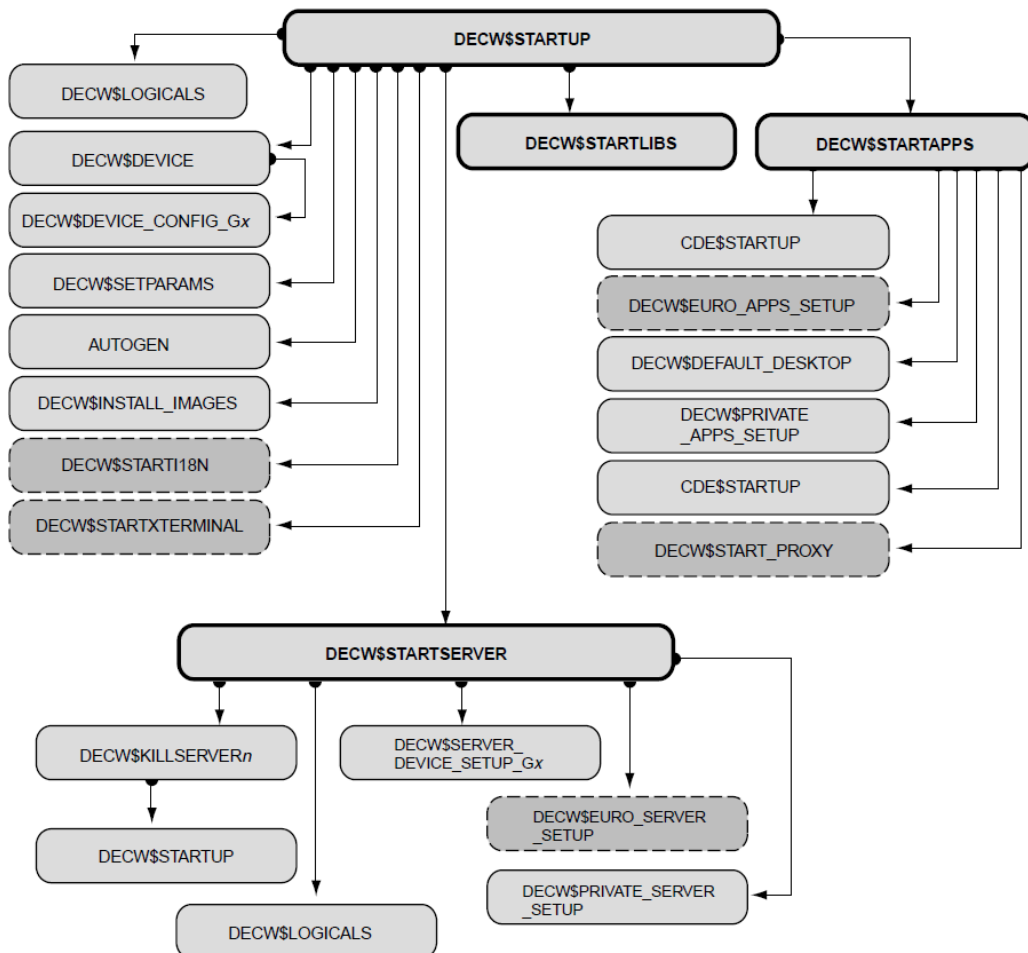 DECW$STARTUP
DECW$LOGICALS
DECW$DEVICE
DECW$DEVICE_CONFIG_Gx
DECW$SETPARAMS
AUTOGEN
DECW$INSTALL_IMAGES
DECW$STARTI18N
DECW$STARTXTERMINAL
DECW$STARTLIBS
DECW$STARTAPPS
CDE$STARTUP
DECW$EURO_APPS_SETUP
DECW$DEFAULT_DESKTOP
DECW$PRIVATE
_APPS_SETUP
CDE$STARTUP
DECW$START_PROXY
DECW$STARTSERVER
DECW$KILLSERVERn
DECW$STARTUP
DECW$LOGICALS
DECW$SERVER_
DEVICE_SETUP_Gx
DECW$EURO_SERVER
_SETUP
DECW$PRIVATE_SERVER
_SETUP